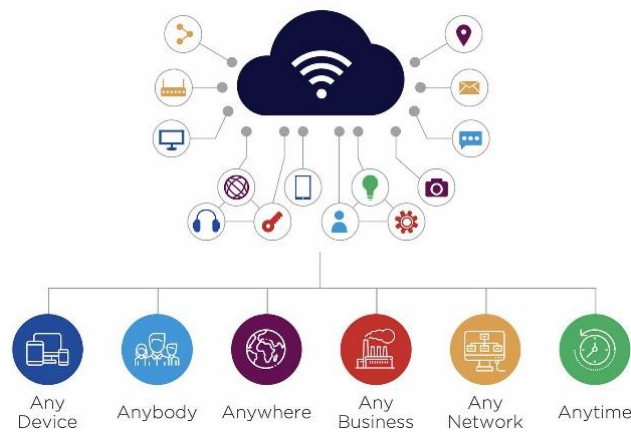 Any
Device
Anybody
Anywhere
Any
Business
Any
Network
Anytime